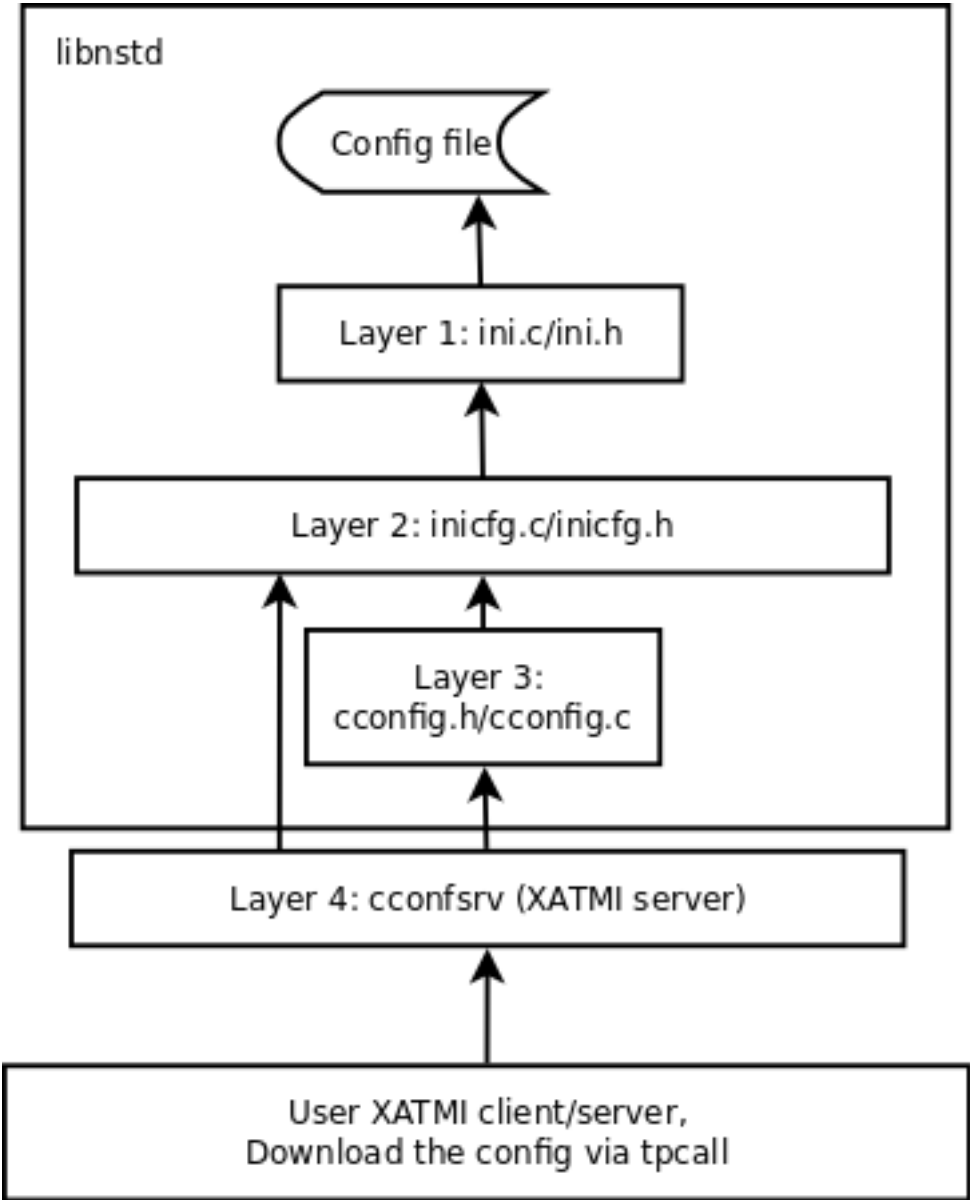 libnstd
Config file
Layer 1: ini.c/ini.h
Layer 2: inicfg.c/inicfg.h
Layer 3:
cconfig.h/cconfig.c
Layer 4: cconfsrv (XATMI server)
User XATMI client/server,
Download the config via tpcall